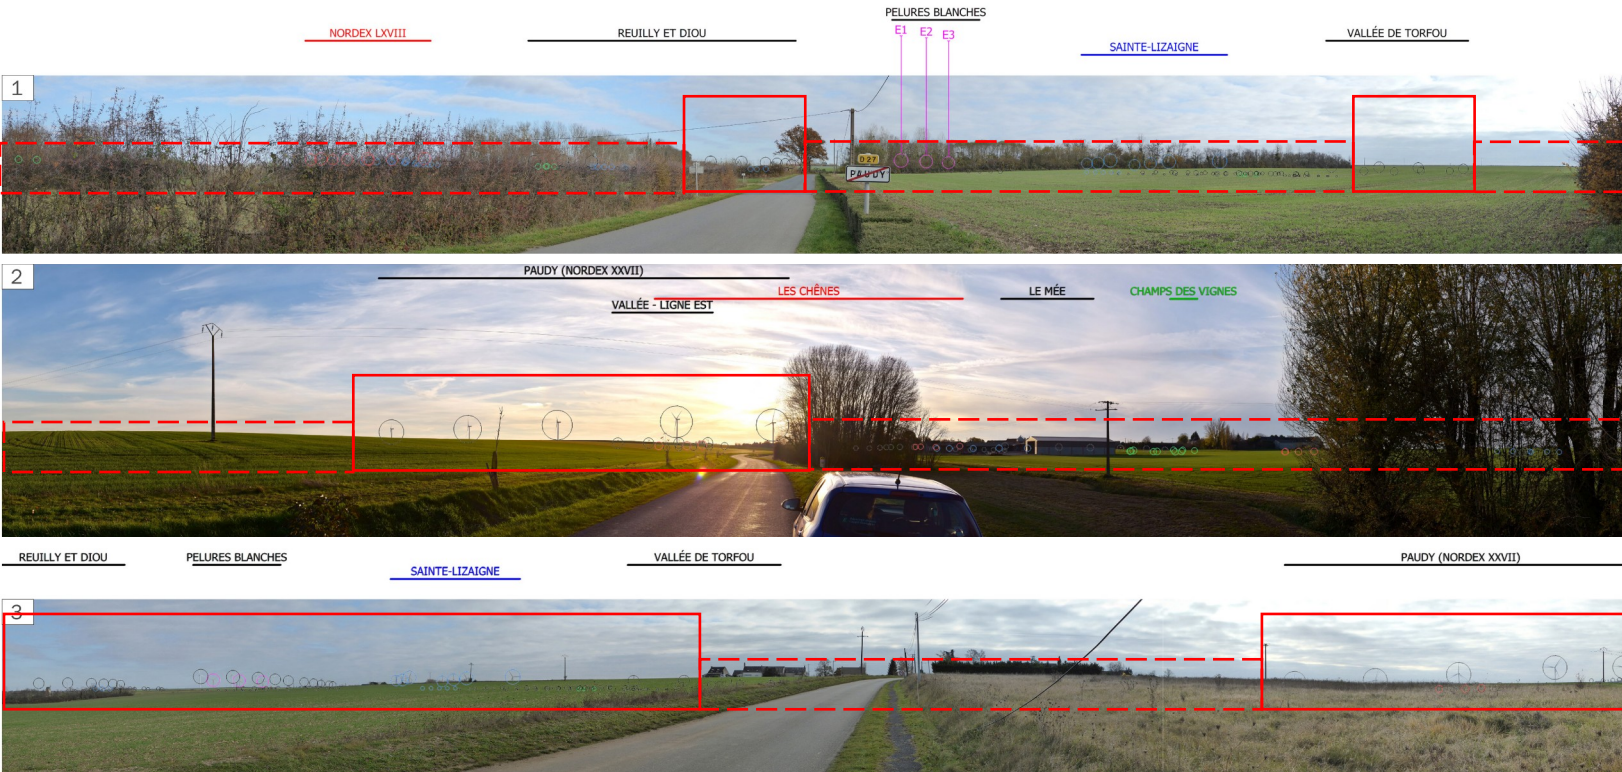 PELURES BLANCHES
NORDEX LXVIII
REUILLY ET DIOU
E1 E2 E3
SAINTE-LIZAIGNE
VALLÉE DE TORFOU
1
D 27
PAUDY
2
PAUDY (NORDEX XXVII)
LES CHÊNES
LE MÉE
CHAMPS DES VIGNES
VALLÉE - LIGNE EST
REUILLY ET DIOU
PELURES BLANCHES
SAINTE-LIZAIGNE
VALLÉE DE TORFOU
PAUDY (NORDEX XXVII)
3